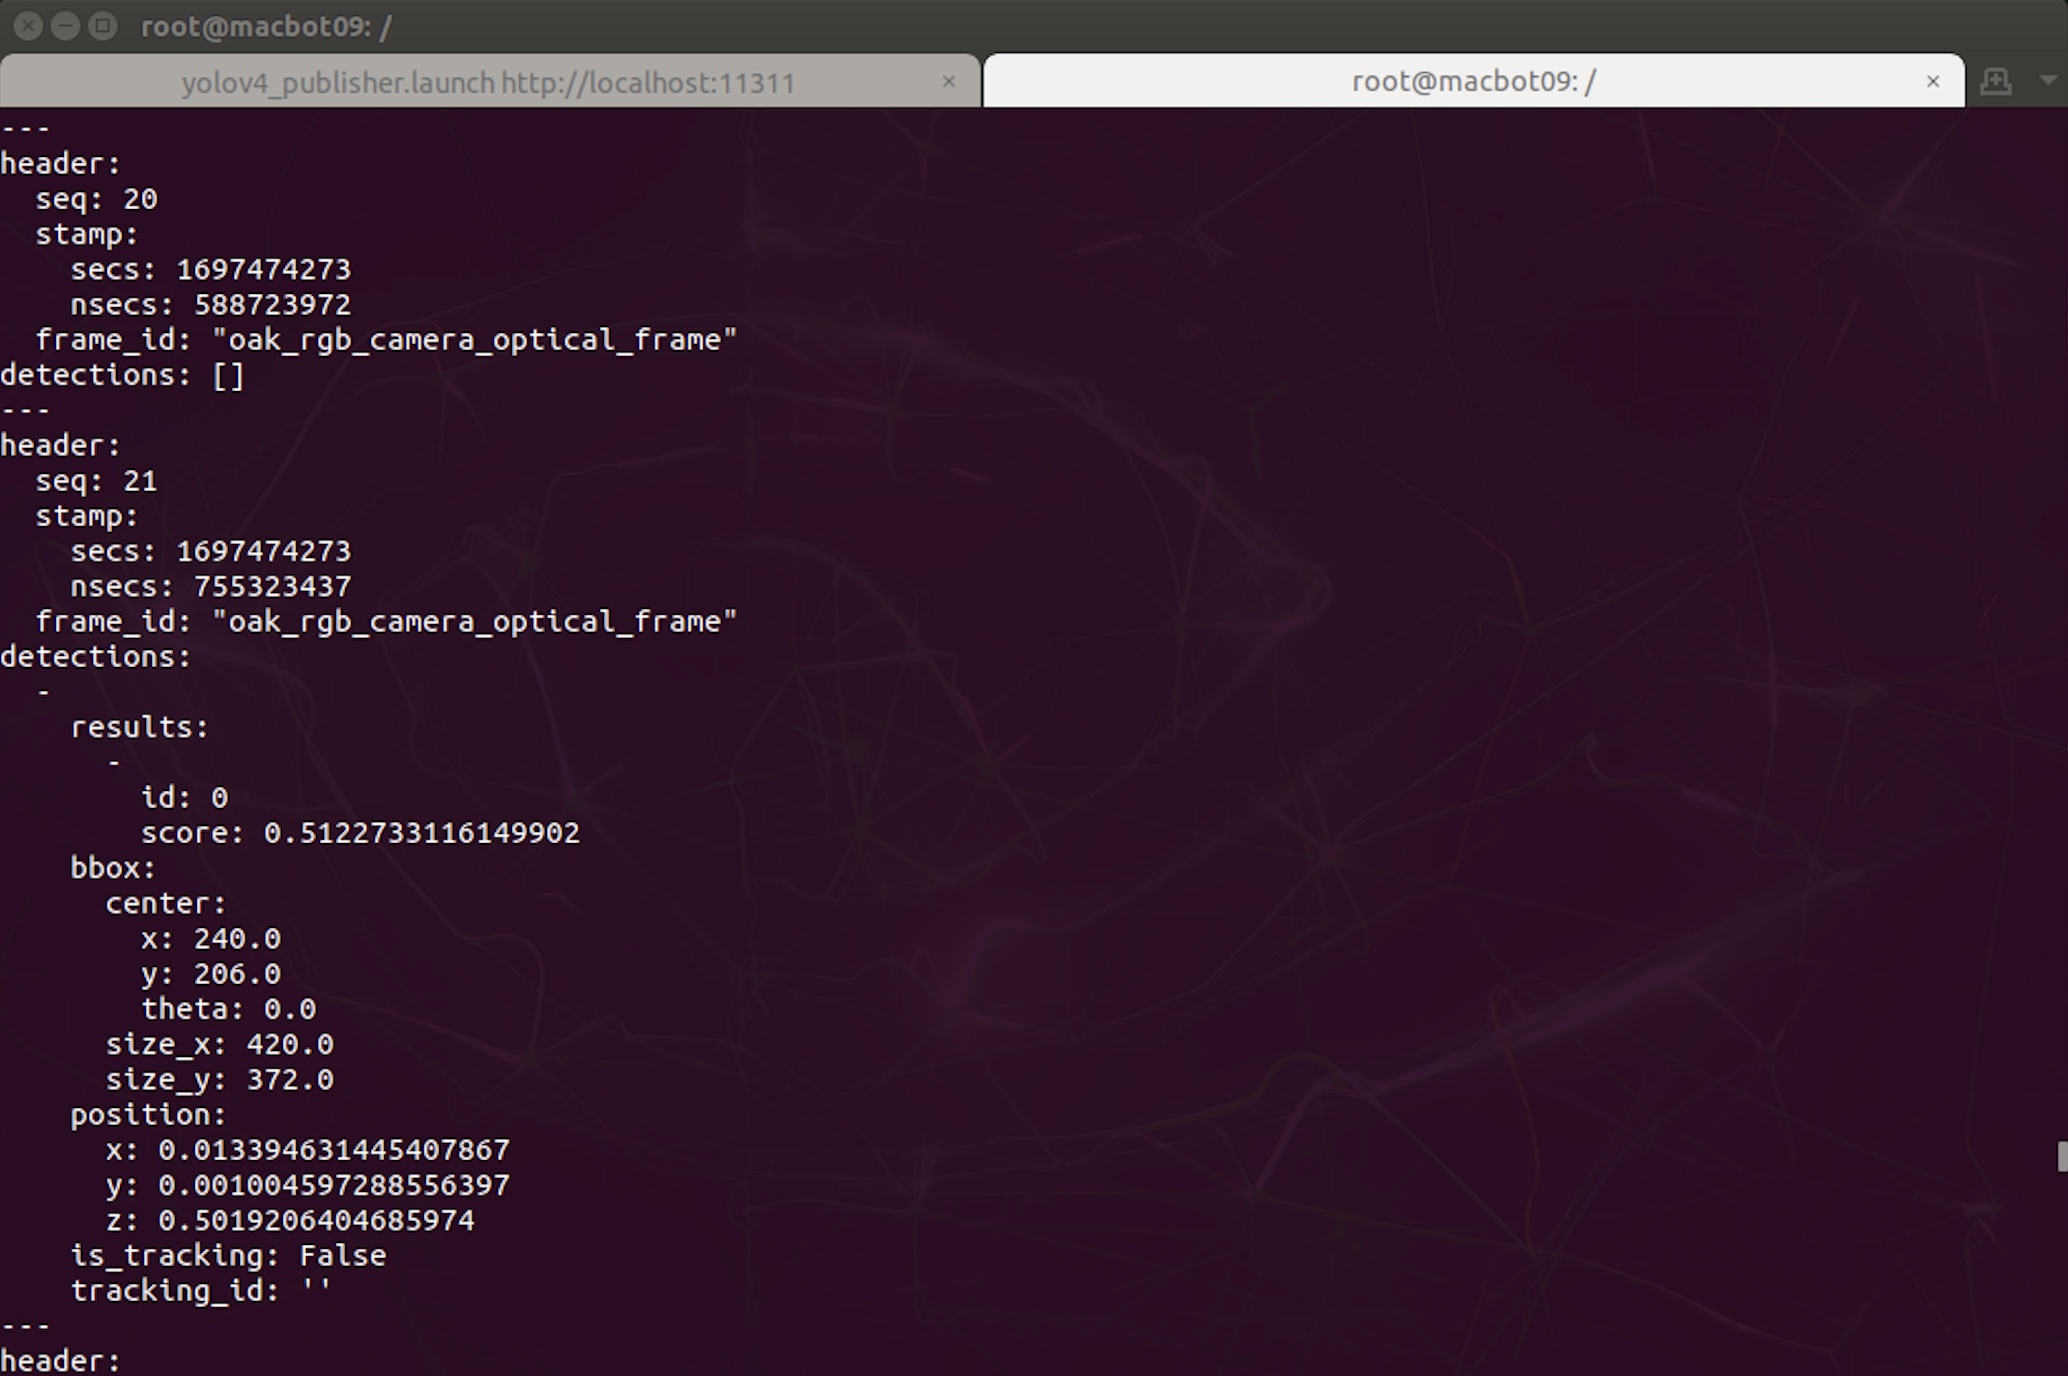 root@macbot09: /
yolov4_publisher.launch http://localhost:11311 ×
root@macbot09: / ×
---
header:
  seq: 20
  stamp:
    secs: 1697474273
    nsecs: 588723972
  frame_id: "oak_rgb_camera_optical_frame"
detections: []
---
header:
  seq: 21
  stamp:
    secs: 1697474273
    nsecs: 755323437
  frame_id: "oak_rgb_camera_optical_frame"
detections:
  -
    results:
      -
        id: 0
        score: 0.5122733116149902
    bbox:
      center:
        x: 240.0
        y: 206.0
        theta: 0.0
      size_x: 420.0
      size_y: 372.0
    position:
      x: 0.013394631445407867
      y: 0.0010045972885563​97
      z: 0.5019206404685974
    is_tracking: False
    tracking_id: ''
---
header: